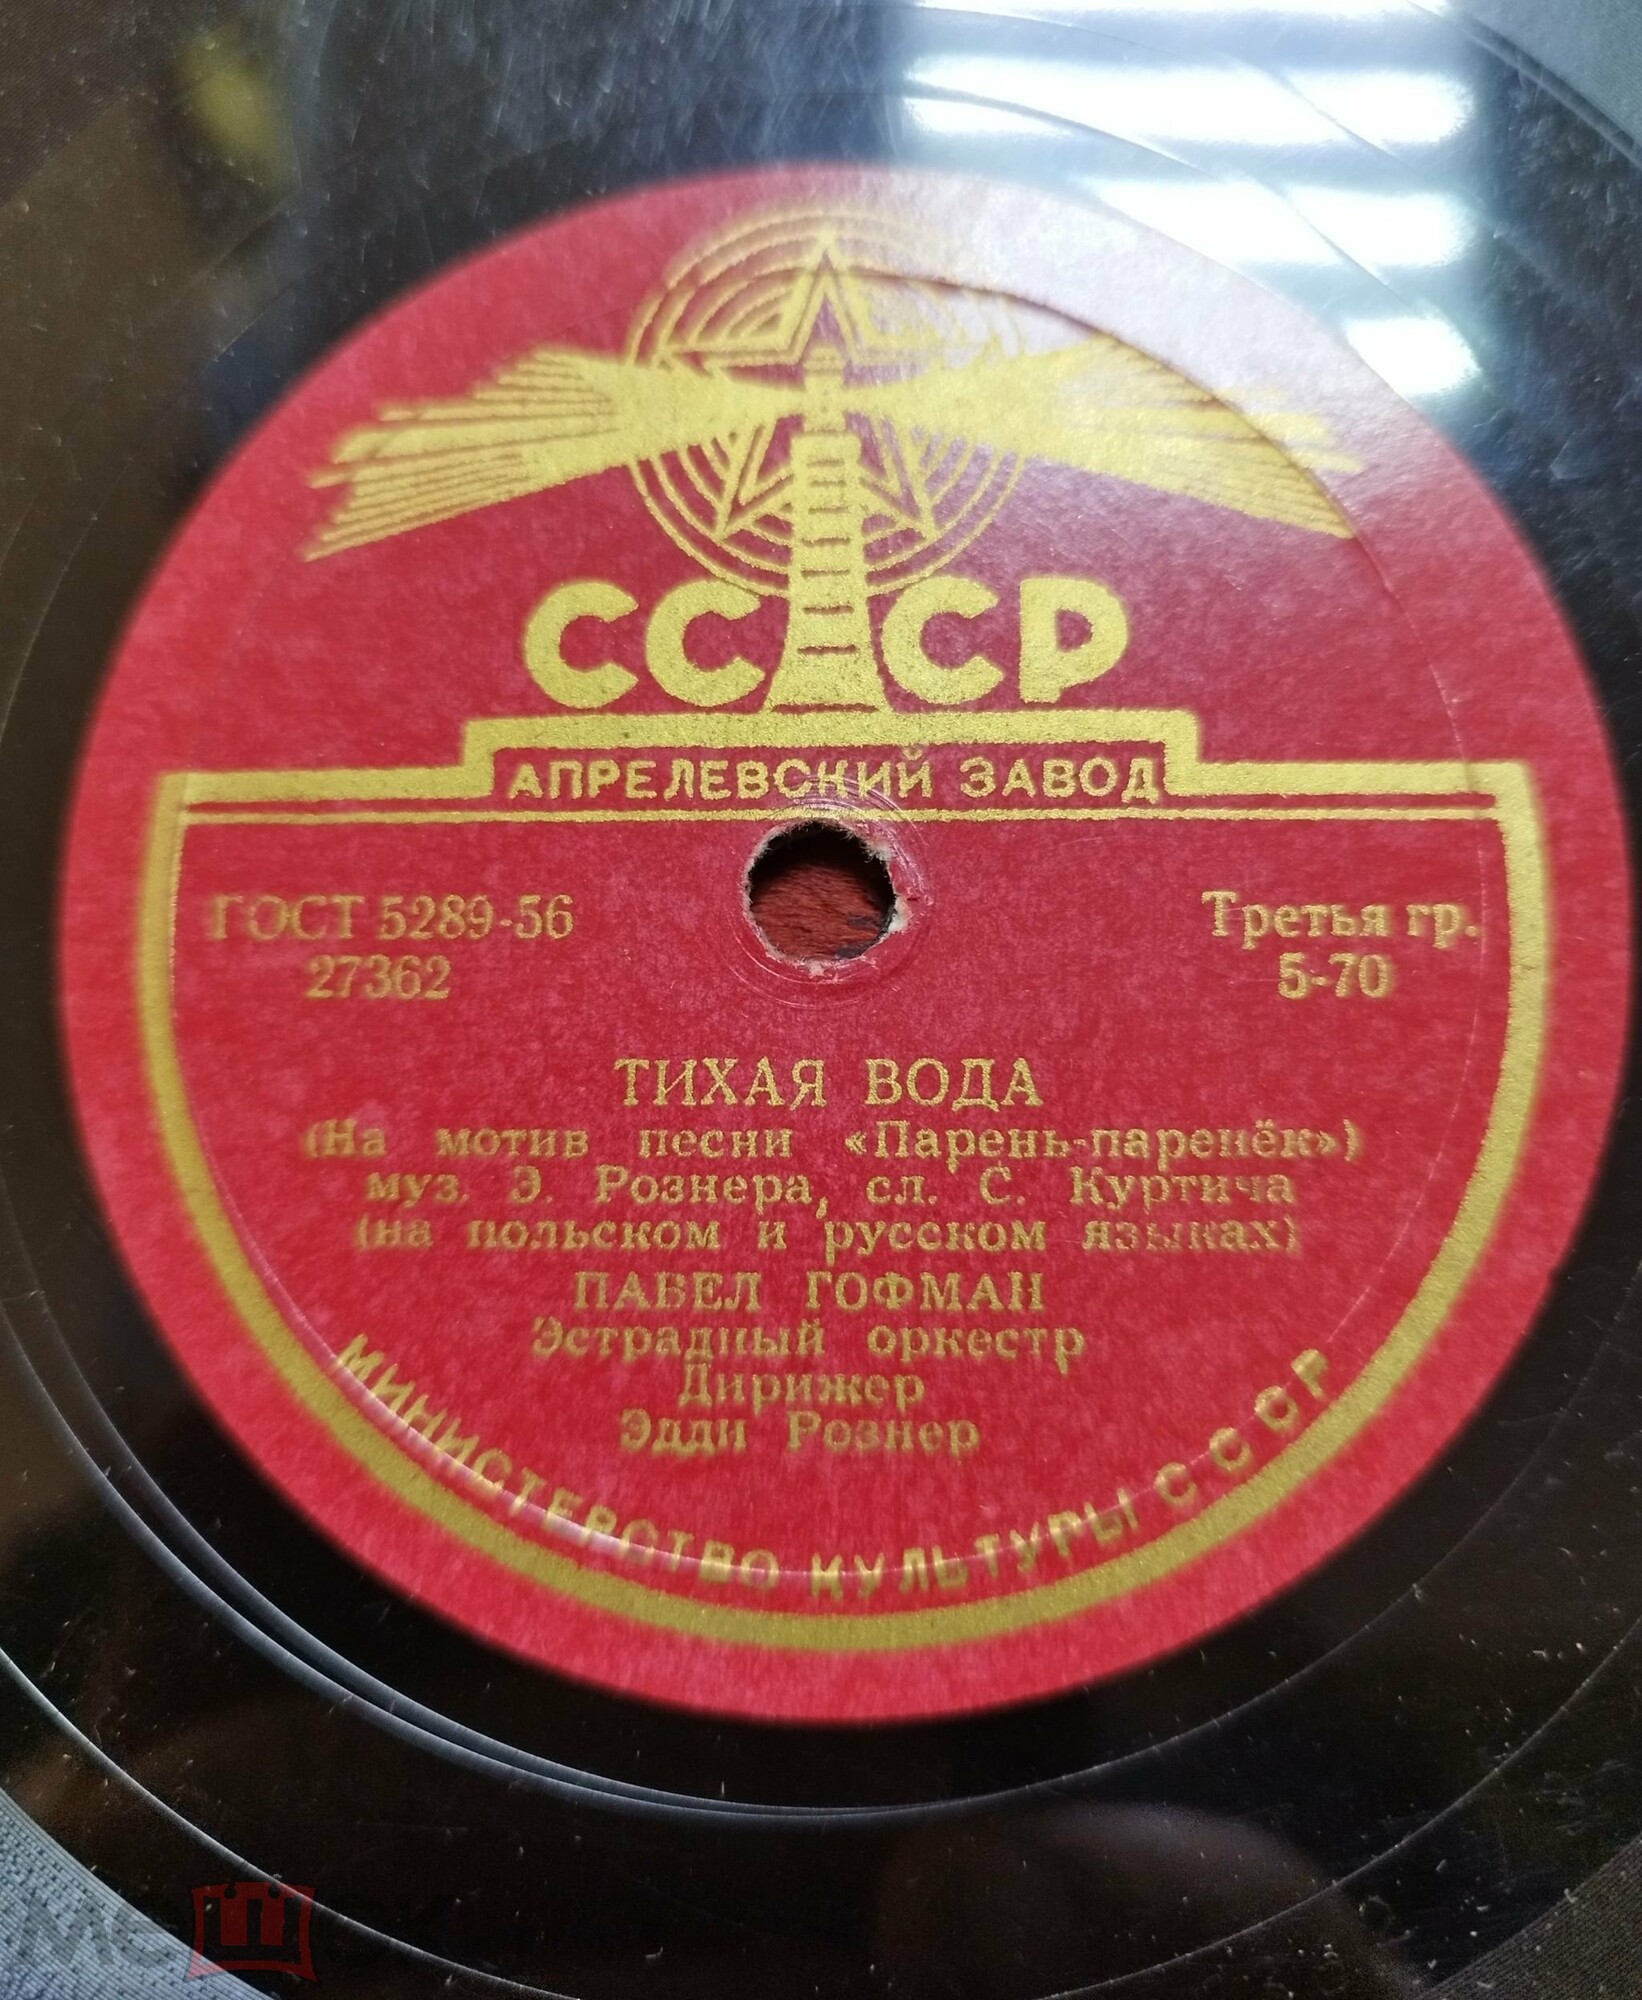 СССР
АПРЕЛЕВСКИЙ ЗАВОД
ГОСТ 5289-56
27362
Третья гр.
5-70
ТИХАЯ ВОДА
(На мотив песни «Парень-паренёк»)
муз. Э. Рознера, сл. С. Куртича
(на польском и русском языках)
ПАВЕЛ ГОФМАН
Эстрадный оркестр
Дирижер
Эдди Рознер
МИНИСТЕРСТВО КУЛЬТУРЫ СССР